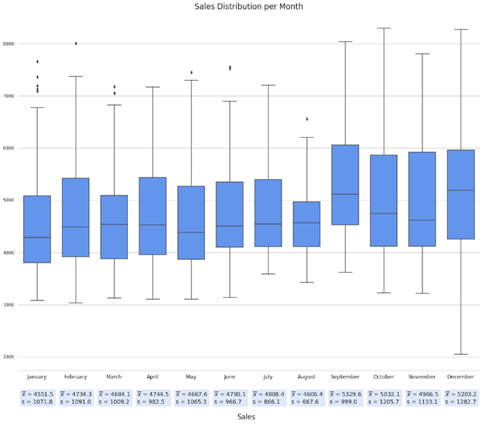 Sales Distribution per Month
8000
7000
6000
5000
4000
3000
2000
January February March April May June July August September October November December
x̅ = 4551.5 x̅ = 4734.3 x̅ = 4684.1 x̅ = 4744.5 x̅ = 4667.6 x̅ = 4790.1 x̅ = 4808.4 x̅ = 4606.4 x̅ = 5329.6 x̅ = 5032.1 x̅ = 4966.5 x̅ = 5203.2
s = 1071.8 s = 1091.0 s = 1009.2 s = 982.5 s = 1065.3 s = 966.7 s = 866.1 s = 667.6 s = 999.0 s = 1205.7 s = 1133.1 s = 1282.7
Sales